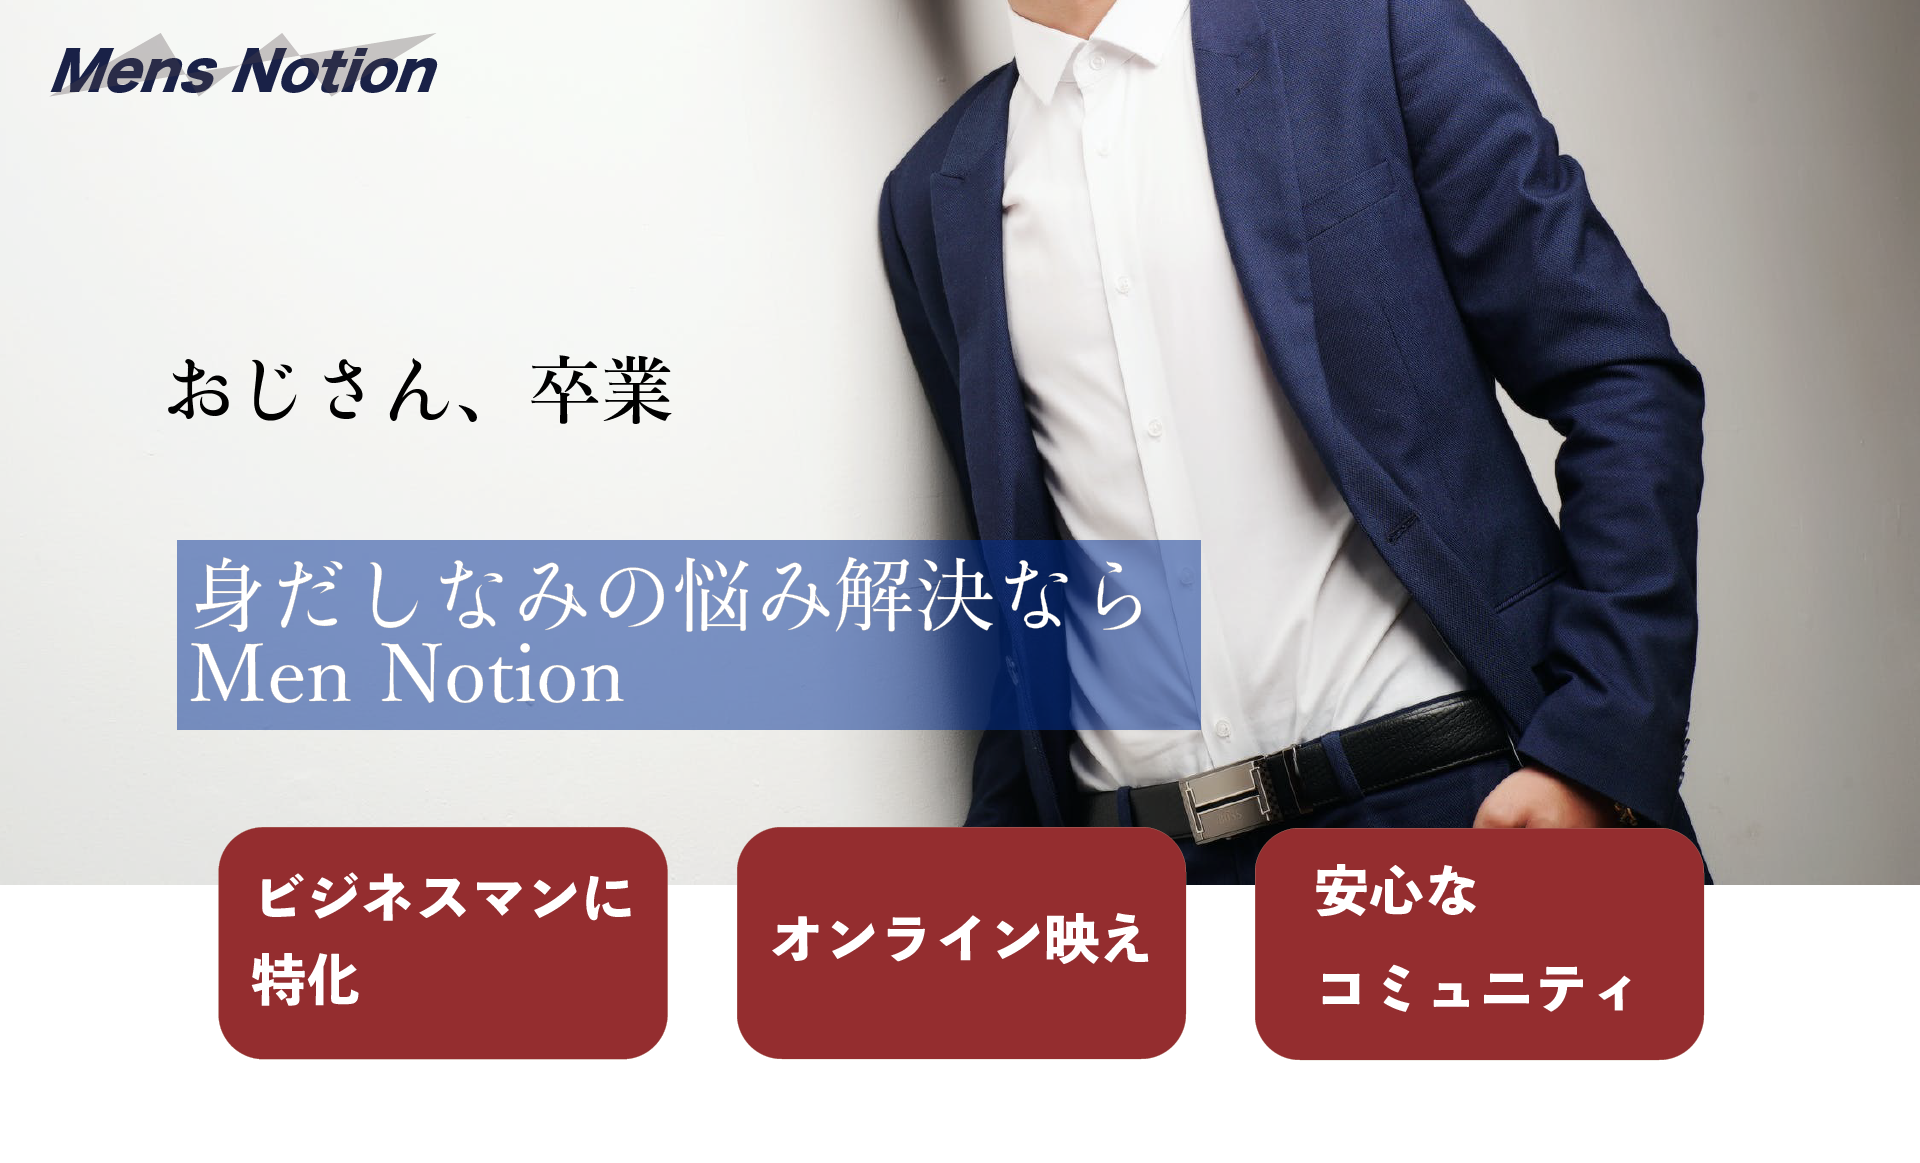 Mens Notion
おじさん、卒業
身だしなみの悩み解決なら
Men Notion
ビジネスマンに
特化
オンライン映え
安心な
コミュニティ